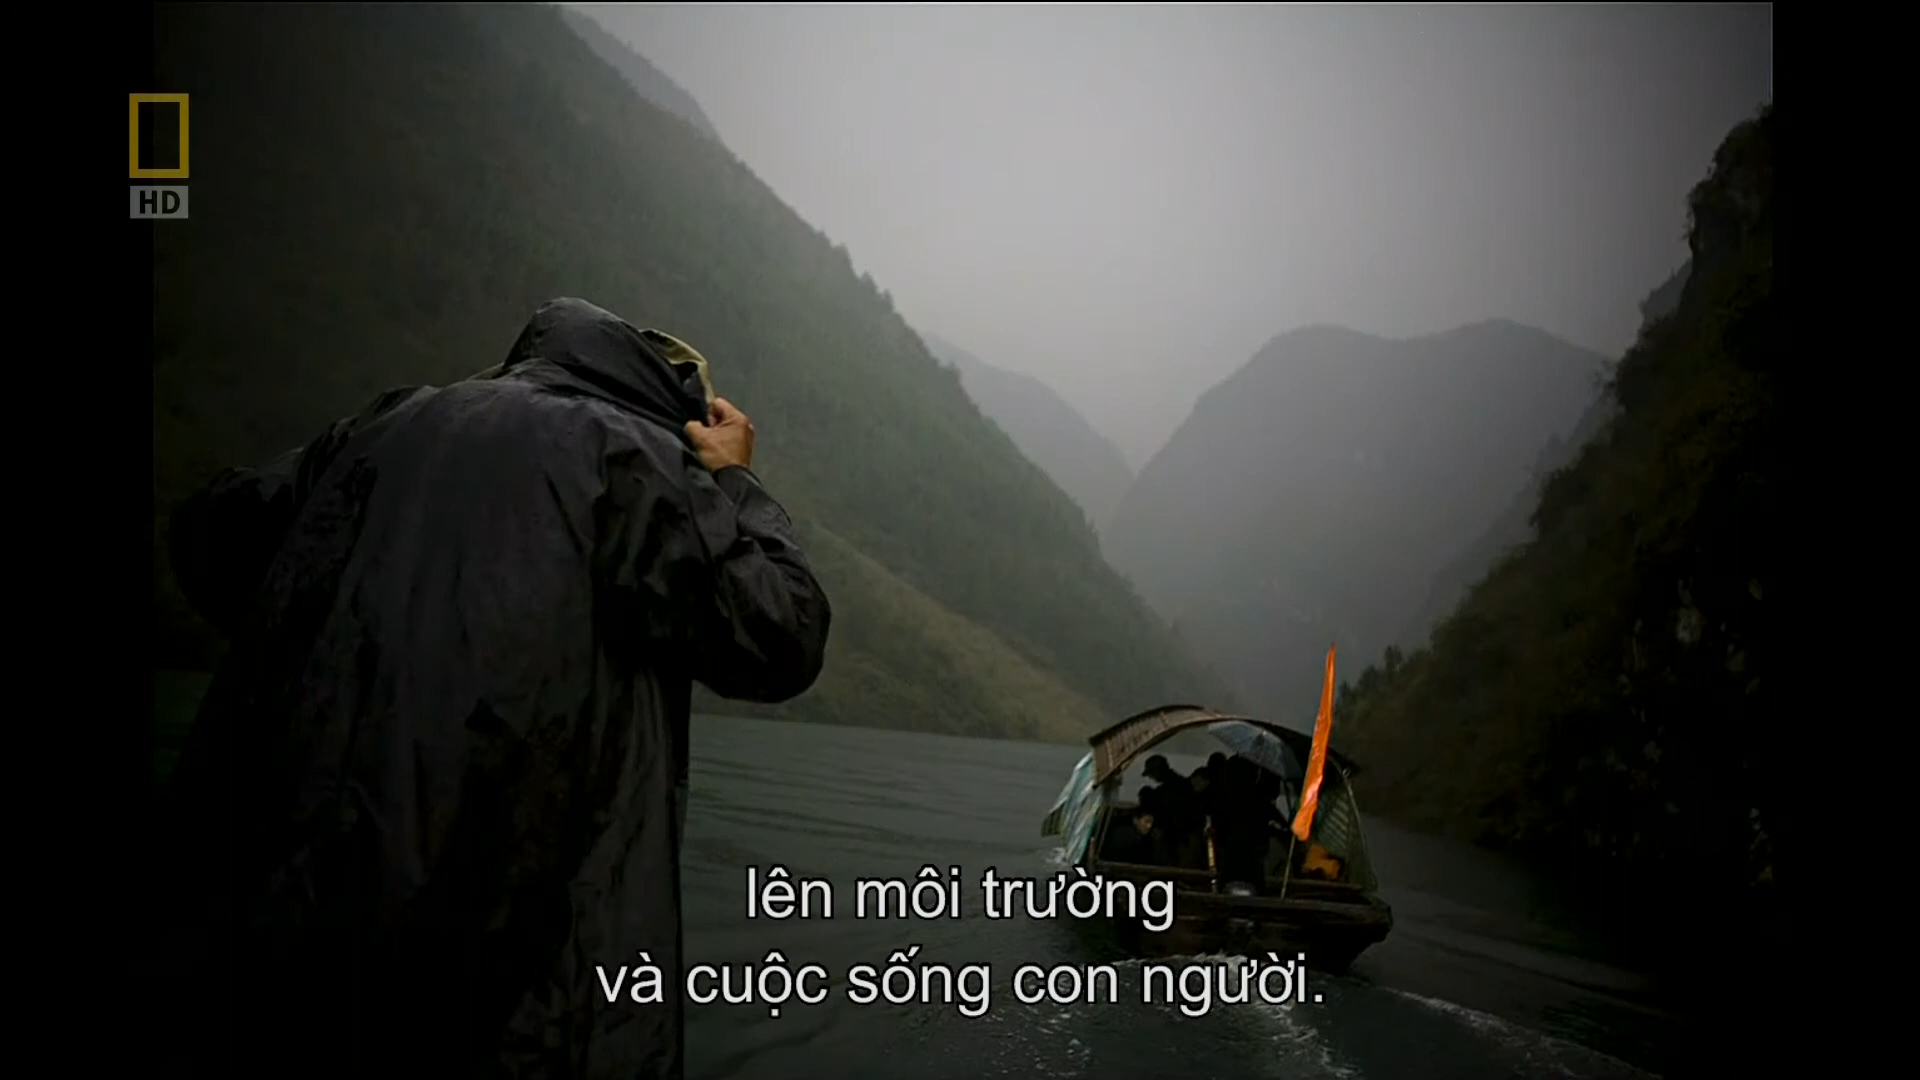 HD
lên môi trường
và cuộc sống con người.